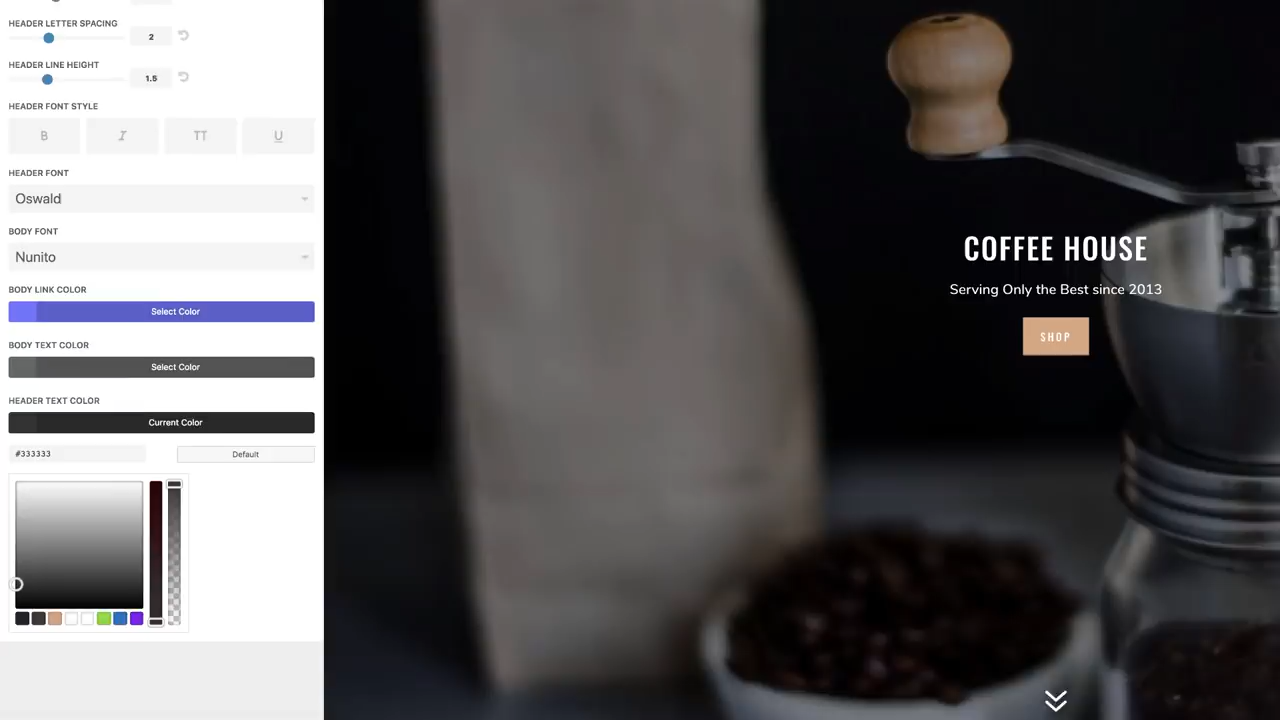 HEADER LETTER SPACING
2
HEADER LINE HEIGHT
1.5
HEADER FONT STYLE
B I TT U
HEADER FONT
Oswald
BODY FONT
Nunito
BODY LINK COLOR
Select Color
BODY TEXT COLOR
Select Color
HEADER TEXT COLOR
Current Color
#333333 Default
COFFEE HOUSE
Serving Only the Best since 2013
SHOP